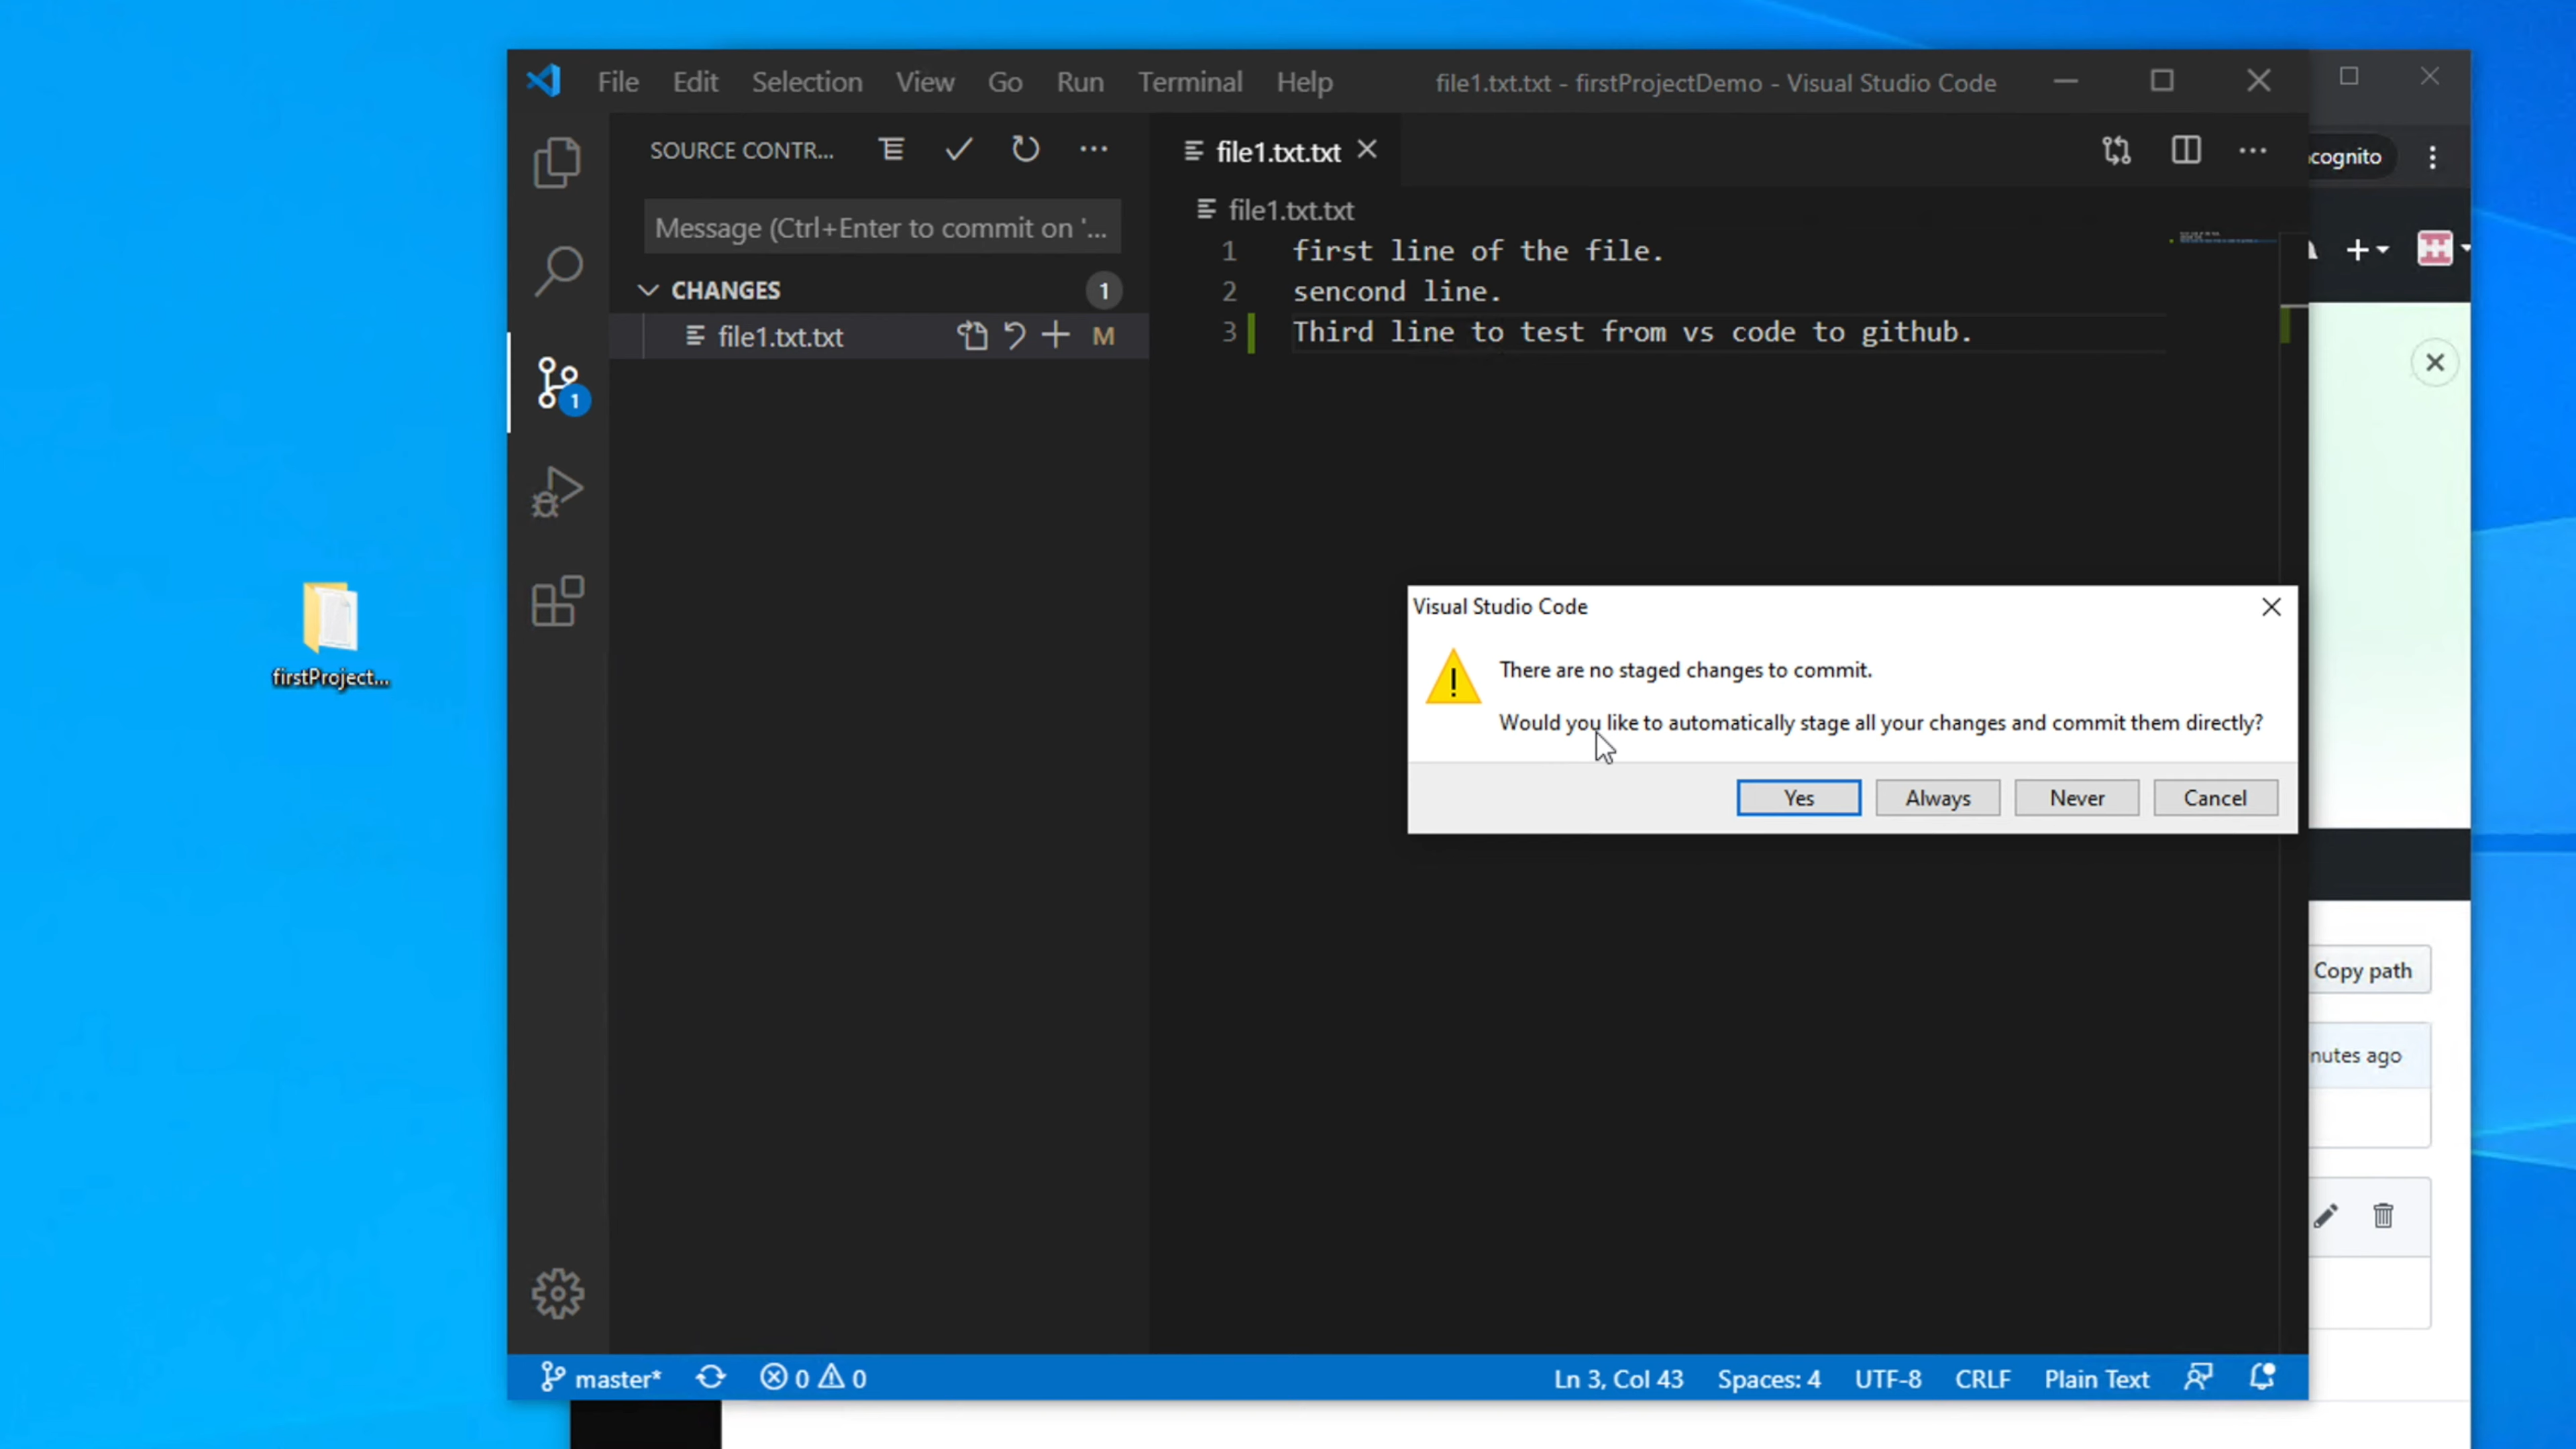 File Edit Selection View Go Run Terminal Help file1.txt.txt - firstProjectDemo - Visual Studio Code
SOURCE CONTR...
file1.txt.txt
cognito
Message (Ctrl+Enter to commit on '...
file1.txt.txt
CHANGES 1
file1.txt.txt M
1 first line of the file.
2 sencond line.
3 Third line to test from vs code to github.
1
firstProject...
Visual Studio Code
There are no staged changes to commit.
Would you like to automatically stage all your changes and commit them directly?
Yes Always Never Cancel
Copy path
nutes ago
master* 0 0 Ln 3, Col 43 Spaces: 4 UTF-8 CRLF Plain Text